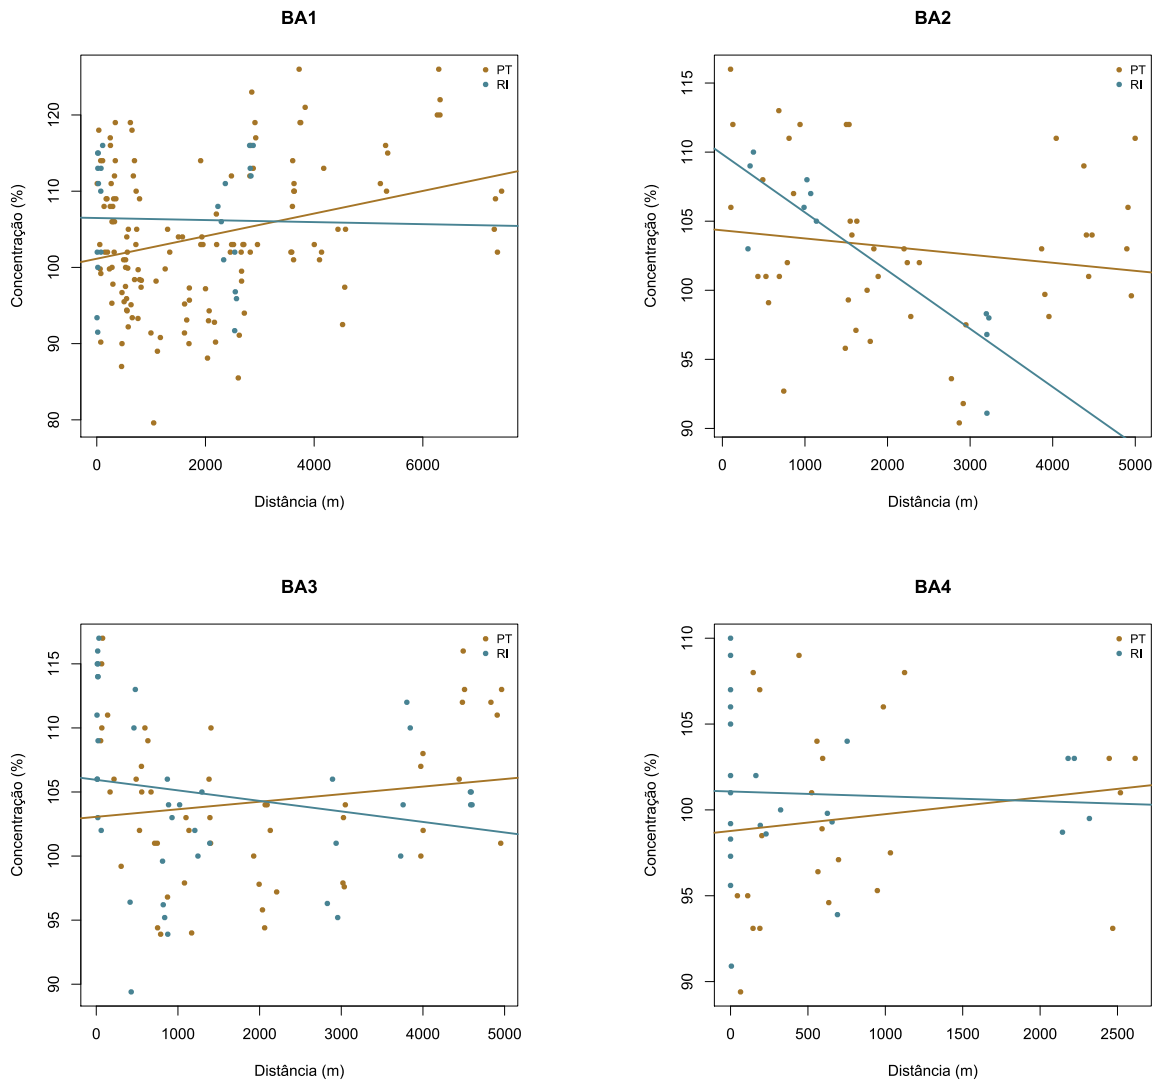 BA1
PT
RI
120
110
100
90
80
Concentração (%)
0 2000 4000 6000
Distância (m)
BA2
PT
RI
115
110
105
100
95
90
Concentração (%)
0 1000 2000 3000 4000 5000
Distância (m)
BA3
PT
RI
115
110
105
100
95
90
Concentração (%)
0 1000 2000 3000 4000 5000
Distância (m)
BA4
PT
RI
110
105
100
95
90
Concentração (%)
0 500 1000 1500 2000 2500
Distância (m)